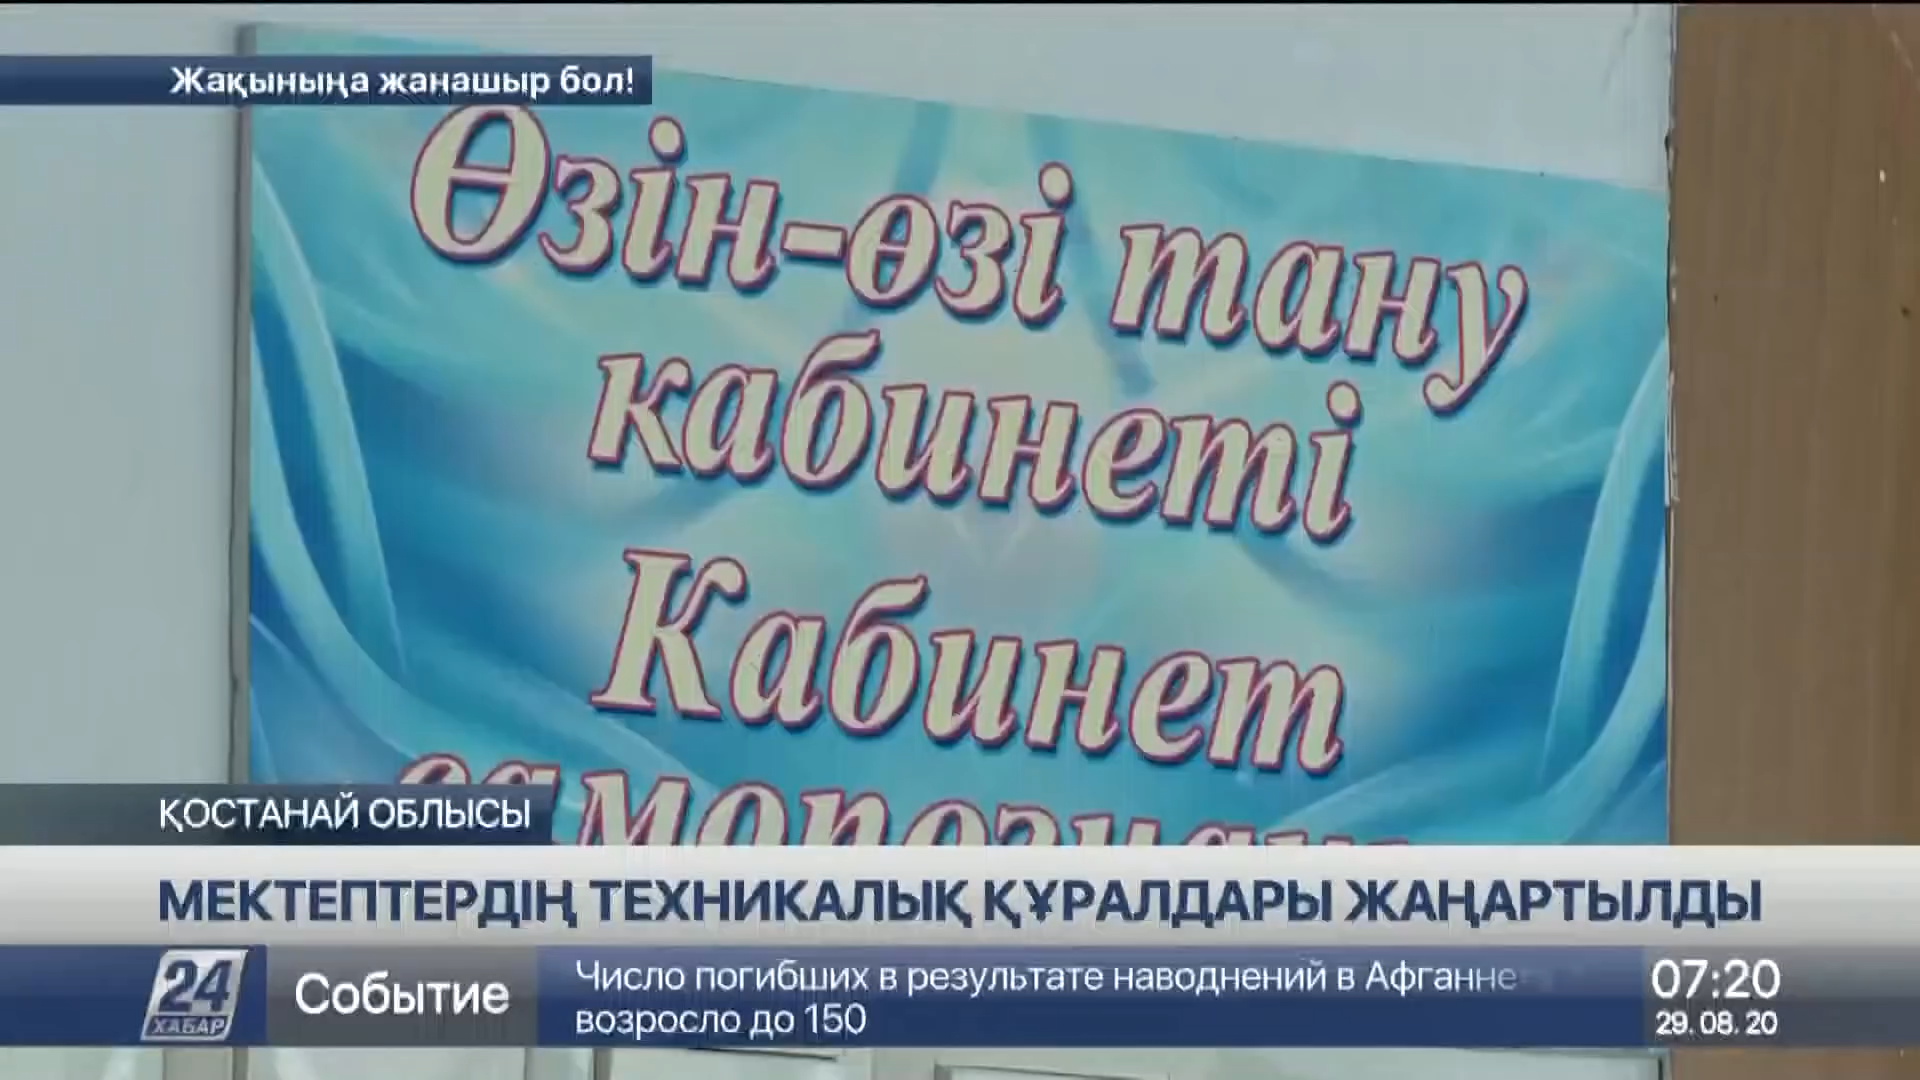 Жақыныңа жанашыр бол!
Өзін-өзі тану
кабинеті
Кабинет
ҚОСТАНАЙ ОБЛЫСЫ
МЕКТЕПТЕРДІҢ ТЕХНИКАЛЫҚ ҚҰРАЛДАРЫ ЖАҢАРТЫЛДЫ
24
ХАБАР
Событие
Число погибших в результате наводнений в
возросло до 150
07:20
29.08.20